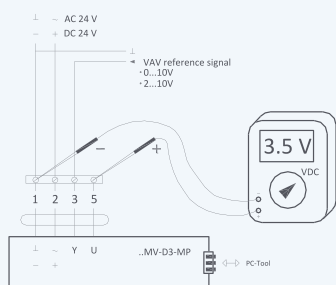 ⊥ ~ AC 24 V
− + DC 24 V
⊥
VAV reference signal
• 0...10V
• 2...10V
− +
3.5 V
VDC
−
+
1 2 3 5
⊥ ~ Y U
− +
..MV-D3-MP
PC-Tool